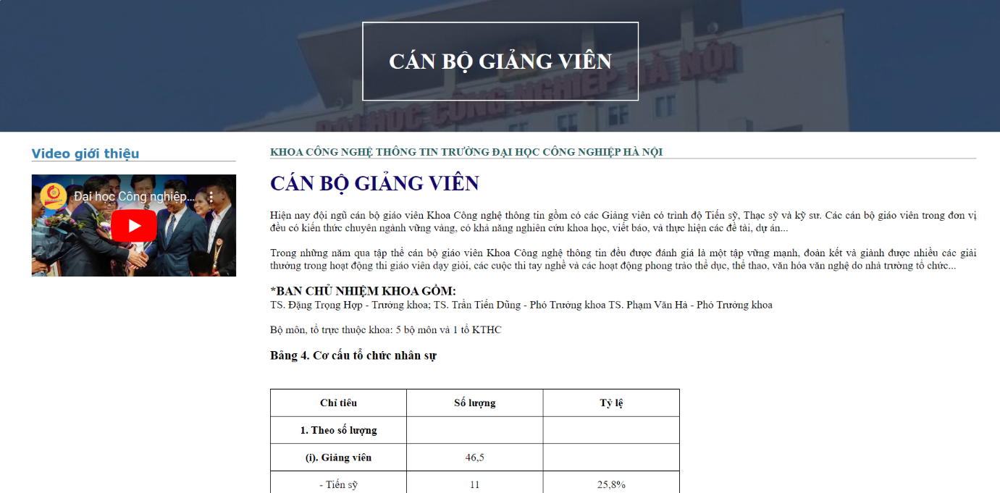 ĐẠI HỌC CÔNG NGHIỆP HÀ NỘI
CÁN BỘ GIẢNG VIÊN
Video giới thiệu
Đại học Công nghiệp...
KHOA CÔNG NGHỆ THÔNG TIN TRƯỜNG ĐẠI HỌC CÔNG NGHIỆP HÀ NỘI
CÁN BỘ GIẢNG VIÊN
Hiện nay đội ngũ cán bộ giáo viên Khoa Công nghệ thông tin gồm có các Giảng viên có trình độ Tiến sỹ, Thạc sỹ và kỹ sư. Các cán bộ giáo viên trong đơn vị
đều có kiến thức chuyên ngành vững vàng, có khả năng nghiên cứu khoa học, viết báo, và thực hiện các đề tài, dự án...
Trong những năm qua tập thể cán bộ giáo viên Khoa Công nghệ thông tin đều được đánh giá là một tập vững mạnh, đoàn kết và giành được nhiều các giải
thưởng trong hoạt động thi giáo viên dạy giỏi, các cuộc thi tay nghề và các hoạt động phong trào thể dục, thể thao, văn hóa văn nghệ do nhà trường tổ chức...
*BAN CHỦ NHIỆM KHOA GỒM:
TS. Đặng Trọng Hợp - Trưởng khoa; TS. Trần Tiến Dũng - Phó Trưởng khoa TS. Phạm Văn Hà - Phó Trưởng khoa
Bộ môn, tổ trực thuộc khoa: 5 bộ môn và 1 tổ KTHC
Bảng 4. Cơ cấu tổ chức nhân sự
Chỉ tiêu Số lượng Tỷ lệ
1. Theo số lượng
(i). Giảng viên 46,5
- Tiến sỹ 11 25,8%